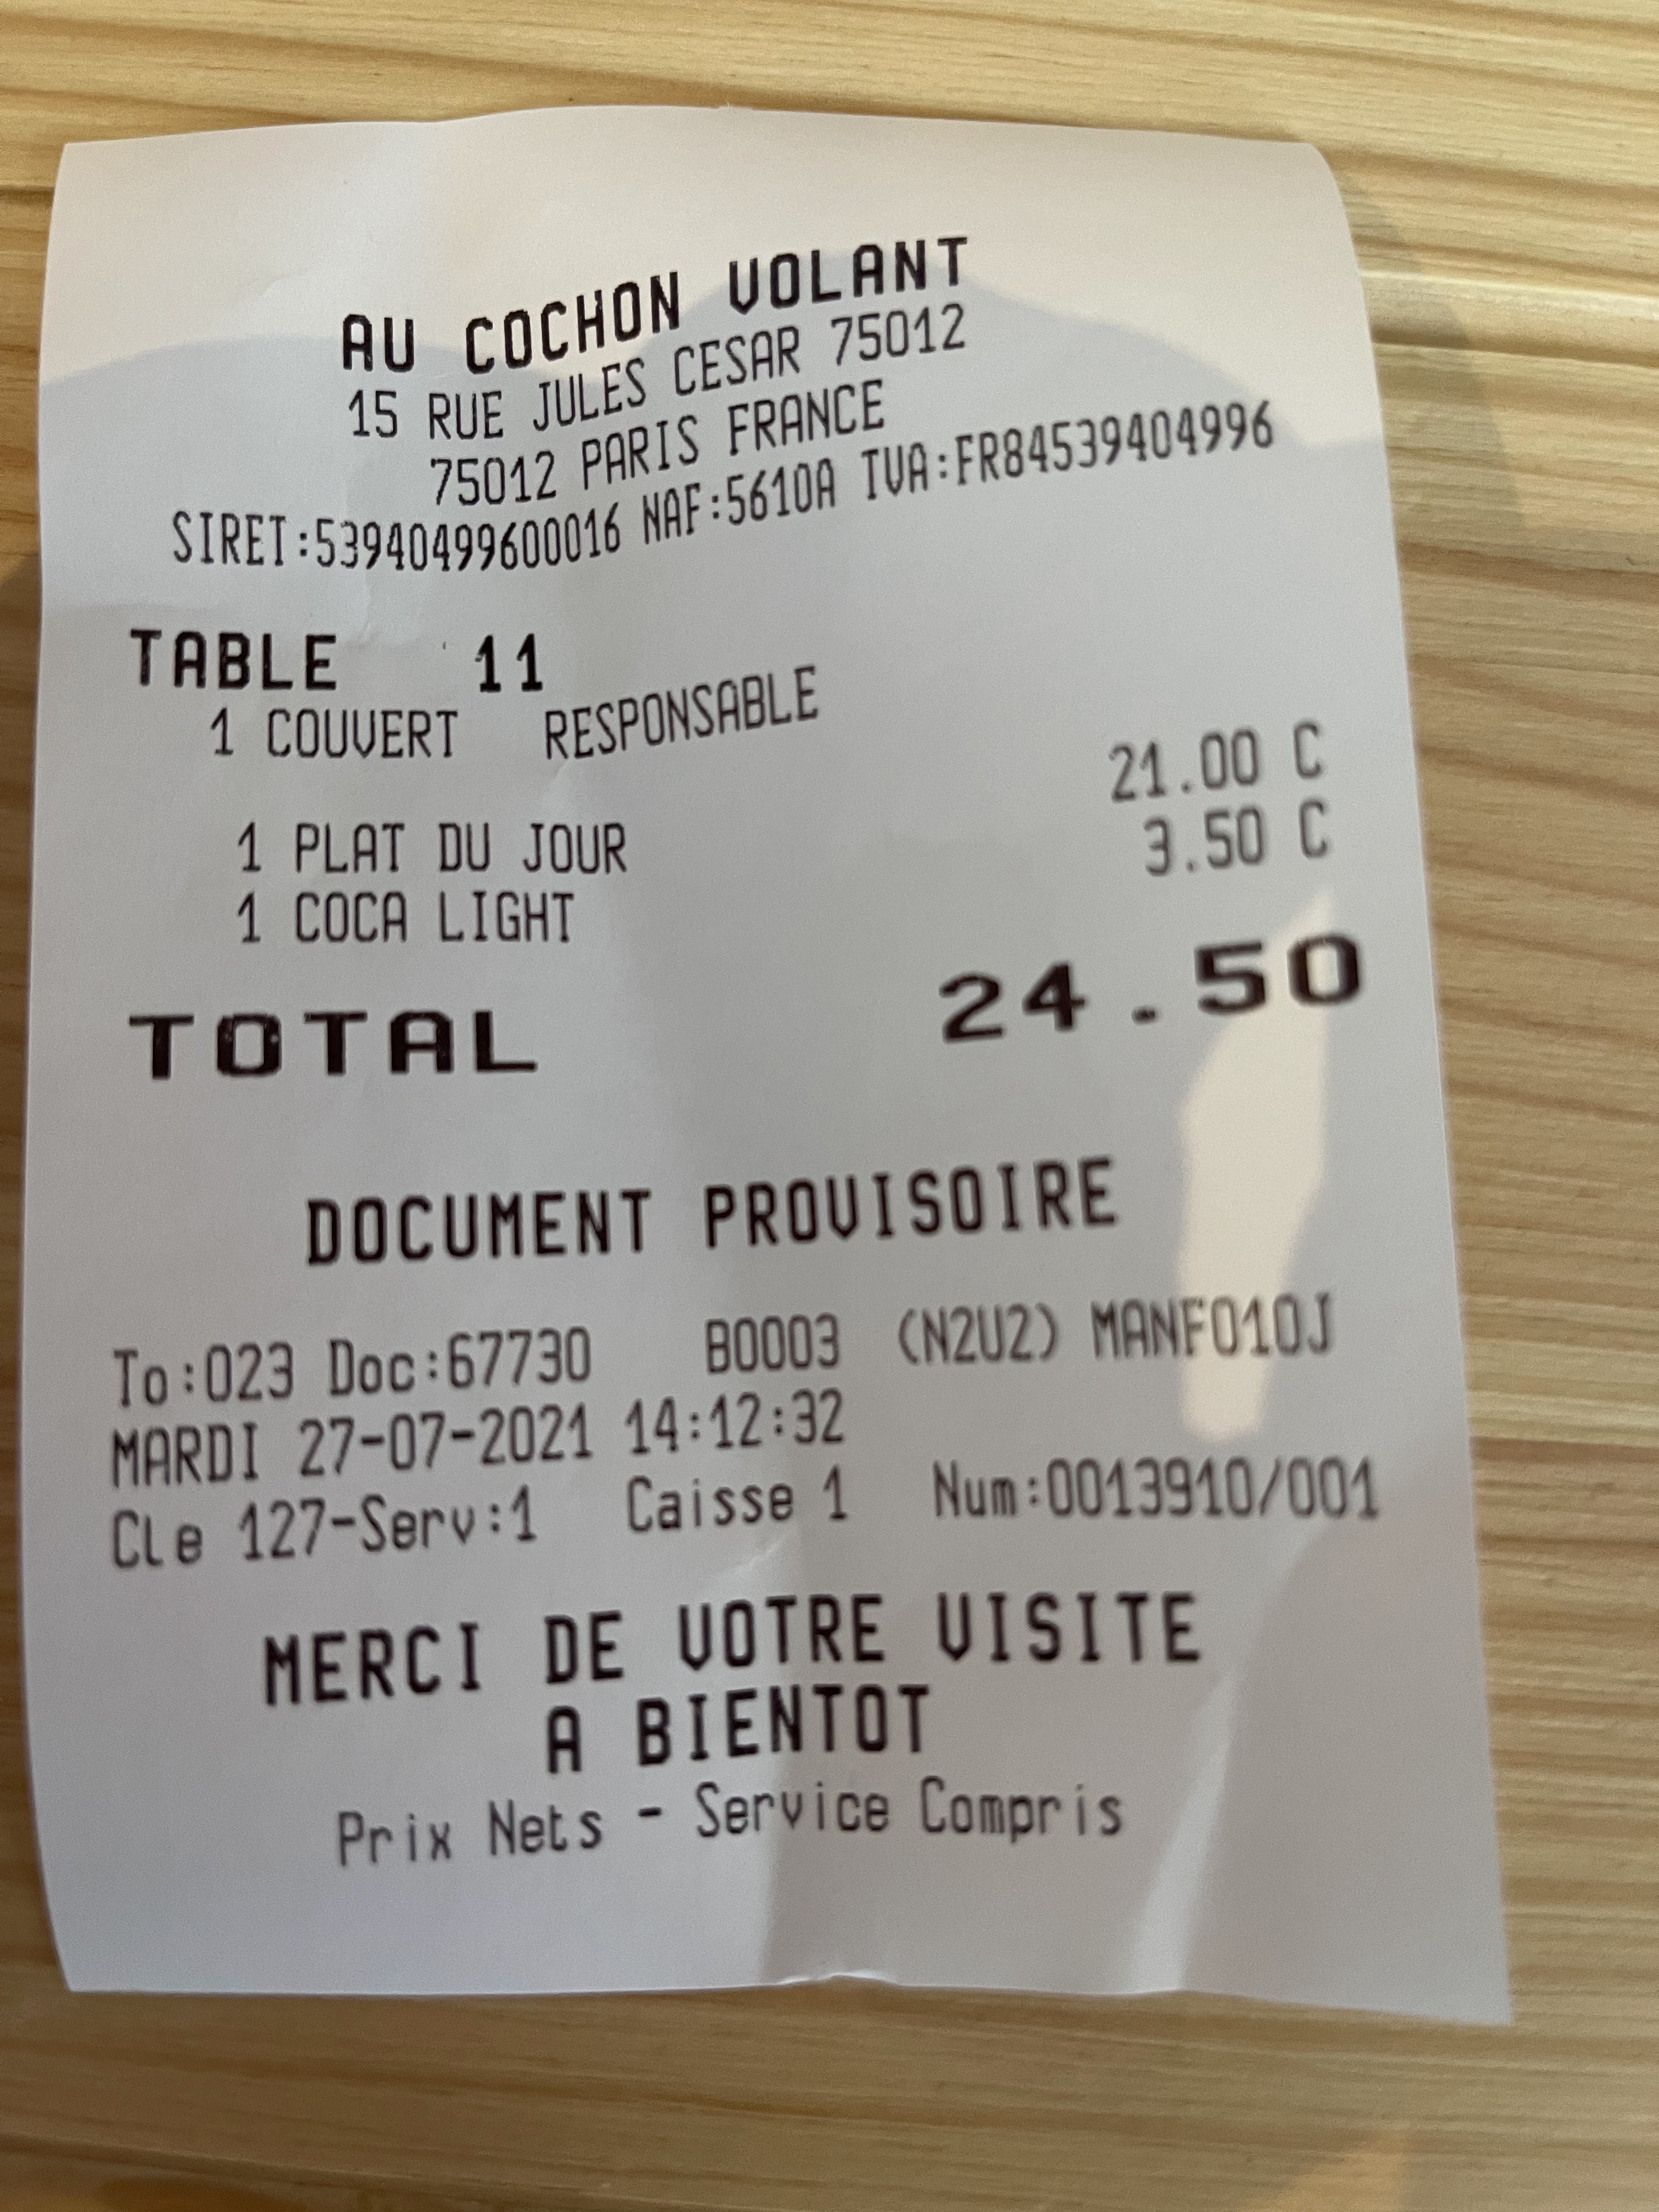 AU COCHON VOLANT
15 RUE JULES CESAR 75012
75012 PARIS FRANCE
SIRET:53940499600016 NAF:5610A TVA:FR84539404996
TABLE 11
1 COUVERT RESPONSABLE
1 PLAT DU JOUR 21.00 C
1 COCA LIGHT 3.50 C
TOTAL 24.50
DOCUMENT PROVISOIRE
To:023 Doc:67730 B0003 (N2V2) MANF010J
MARDI 27-07-2021 14:12:32
Cle 127-Serv:1 Caisse 1 Num:0013910/001
MERCI DE VOTRE VISITE
A BIENTOT
Prix Nets - Service Compris